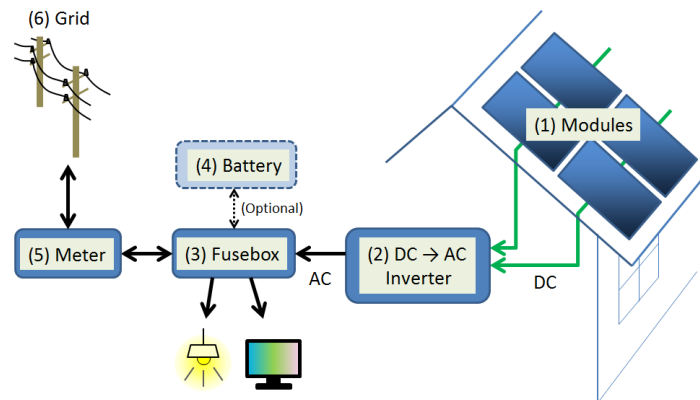 (6) Grid
(1) Modules
(4) Battery
(Optional)
(5) Meter
(3) Fusebox
(2) DC → AC
Inverter
AC
DC